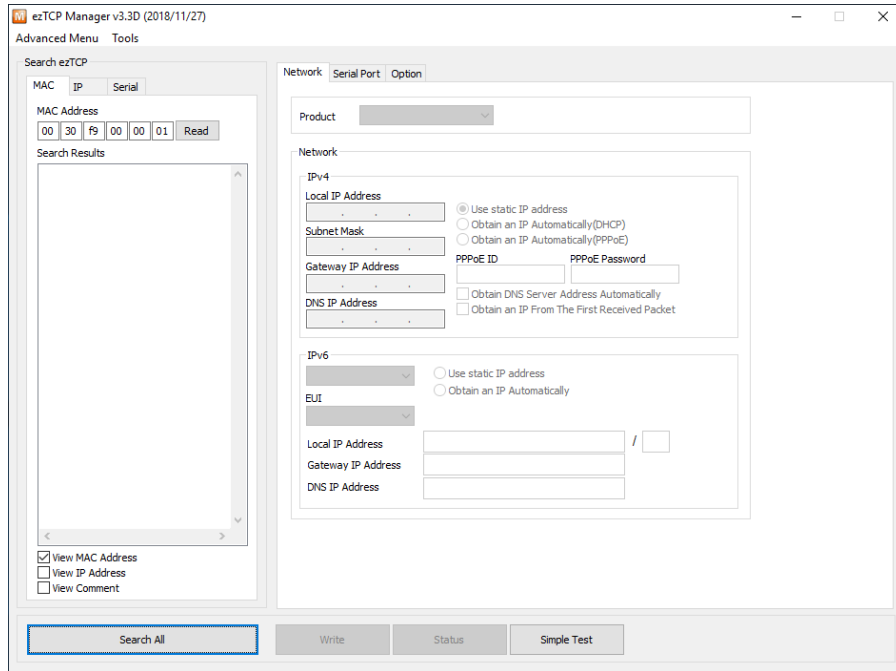 M ezTCP Manager v3.3D (2018/11/27)
Advanced Menu Tools
Search ezTCP
MAC IP Serial
MAC Address
00 30 f9 00 00 01 Read
Search Results
View MAC Address
View IP Address
View Comment
Network Serial Port Option
Product
Network
IPv4
Local IP Address
. . .
Subnet Mask
. . .
Gateway IP Address
. . .
DNS IP Address
. . .
Use static IP address
Obtain an IP Automatically(DHCP)
Obtain an IP Automatically(PPPoE)
PPPoE ID PPPoE Password
Obtain DNS Server Address Automatically
Obtain an IP From The First Received Packet
IPv6
Use static IP address
Obtain an IP Automatically
EUI
Local IP Address /
Gateway IP Address
DNS IP Address
Search All Write Status Simple Test